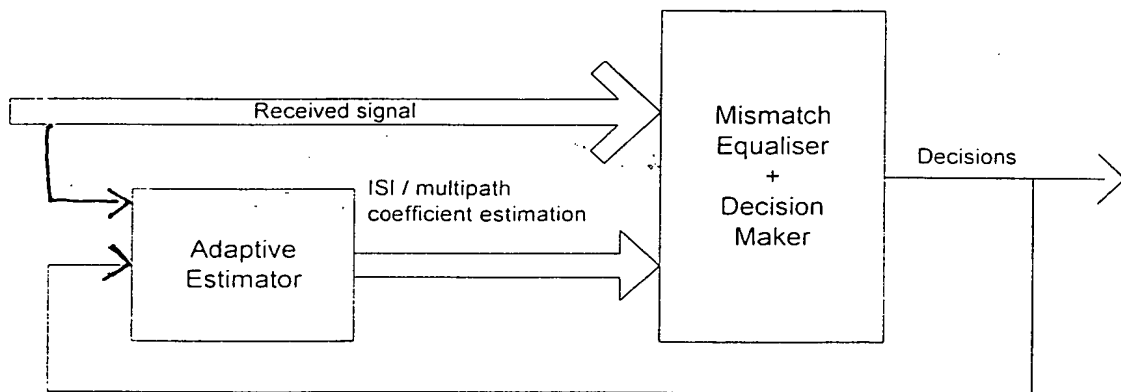 Received signal
Mismatch
Equaliser
+
Decision
Maker
Decisions
ISI / multipath
coefficient estimation
Adaptive
Estimator